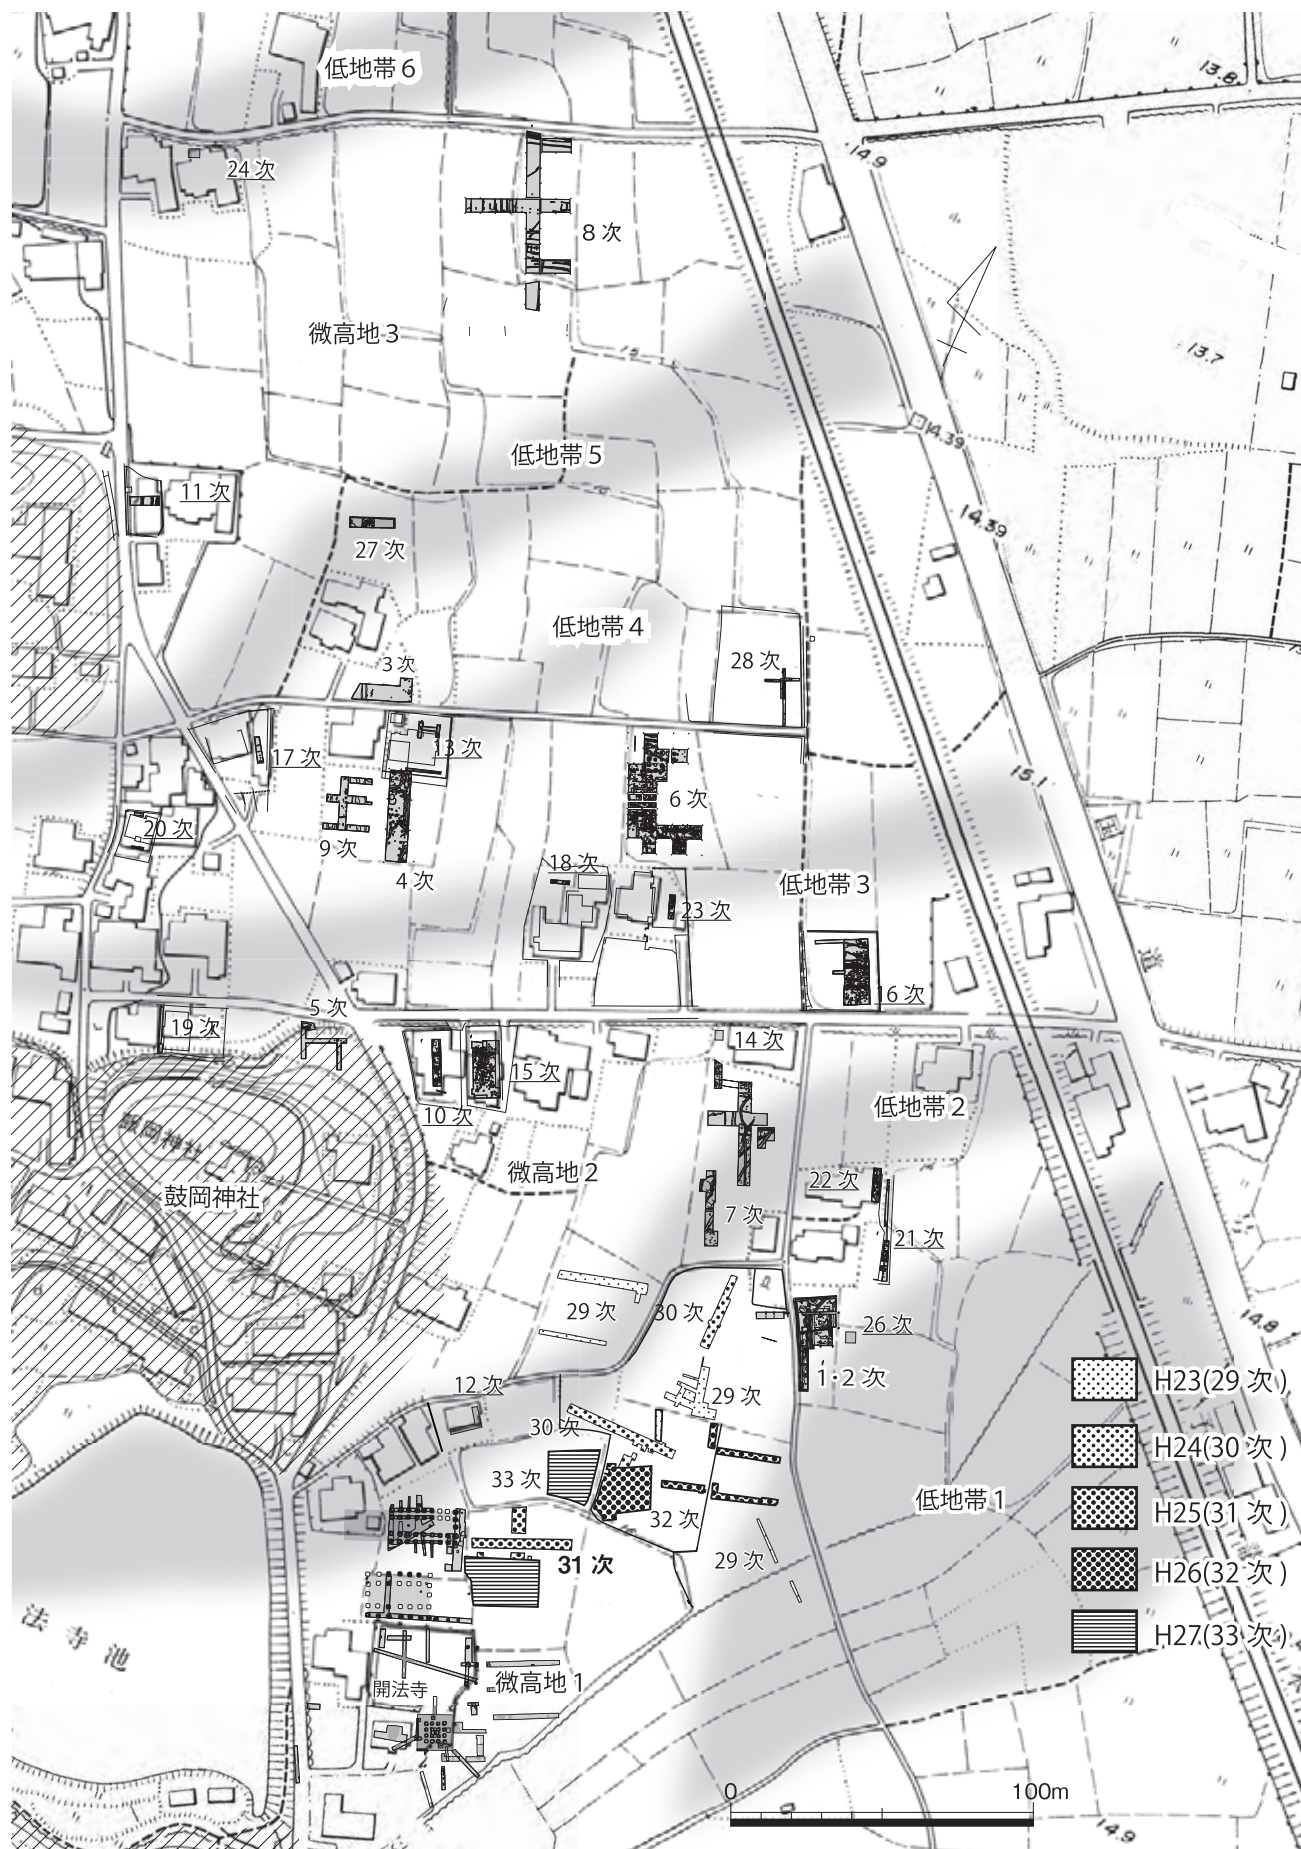 低地帯6
13.8
14.9
24次
8次
微高地3
13.7
低地帯5
14.39
11次
14.39
27次
低地帯4
3次
28次
17次
13次
15.1
6次
20次
9次
4次
18次
低地帯3
23次
16次
道
19次
5次
14次
15次
10次
低地帯2
鼓岡神社
微高地2
22次
鼓岡神社
7次
21次
29次
30次
26次
14.8
1・2次
12次
29次
H23(29次)
30次
H24(30次)
33次
低地帯1
32次
H25(31次)
31次
29次
H26(32次)
法寺池
H27(33次)
開法寺
微高地1
0
100m
14.9